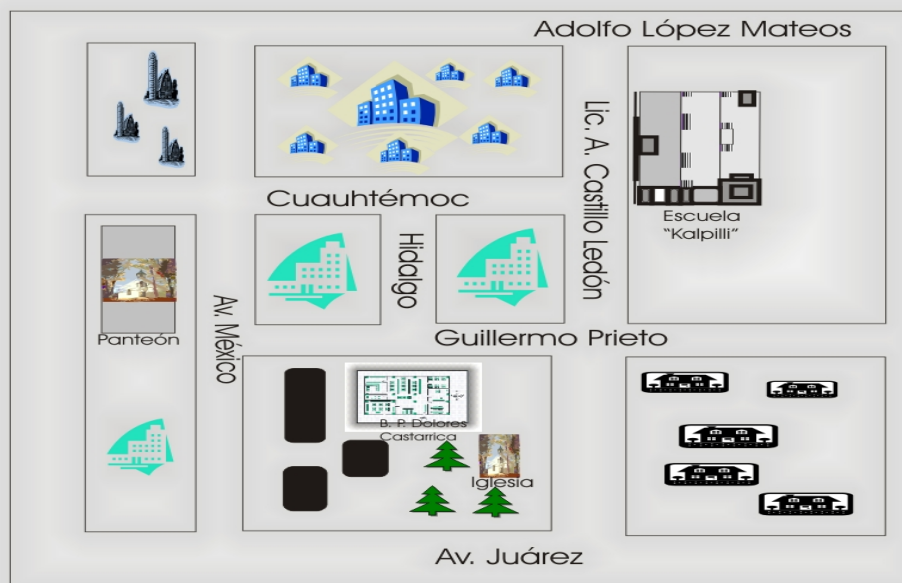 Adolfo López Mateos
Lic. A. Castillo Ledón
Cuauhtémoc
Escuela
"Kalpilli"
Hidalgo
Av. México
Panteón
Guillermo Prieto
B. P. Dolores
Castarrica
Iglesia
Av. Juárez